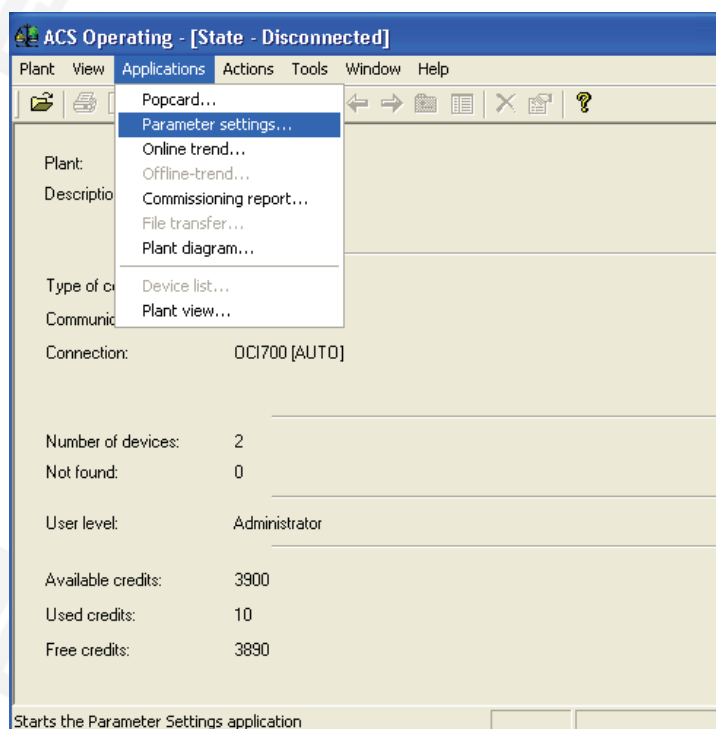 ACS Operating - [State - Disconnected]
Plant View Applications Actions Tools Window Help
Popcard...
Parameter settings...
Online trend...
Offline-trend...
Commissioning report...
File transfer...
Plant diagram...
Device list...
Plant view...
Plant:
Descriptio
Type of c
Communic
Connection: OCI700 [AUTO]
Number of devices: 2
Not found: 0
User level: Administrator
Available credits: 3900
Used credits: 10
Free credits: 3890
Starts the Parameter Settings application